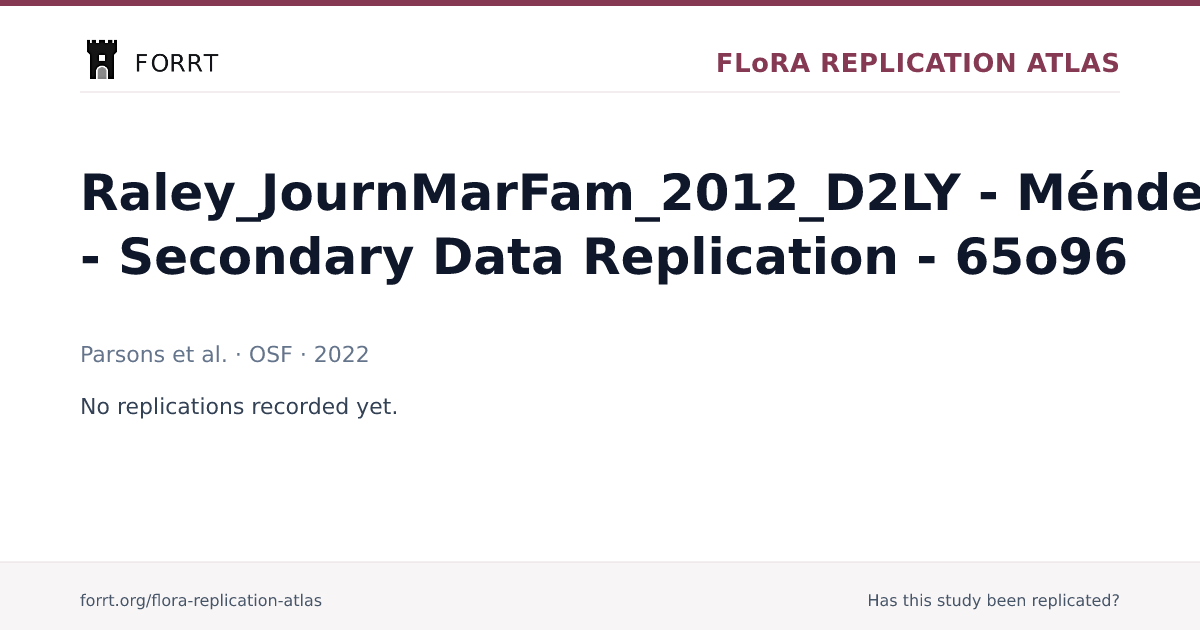 FORRT
FLoRA REPLICATION ATLAS
Raley_JournMarFam_2012_D2LY - Ménde
- Secondary Data Replication - 65o96
Parsons et al. · OSF · 2022
No replications recorded yet.
forrt.org/flora-replication-atlas
Has this study been replicated?